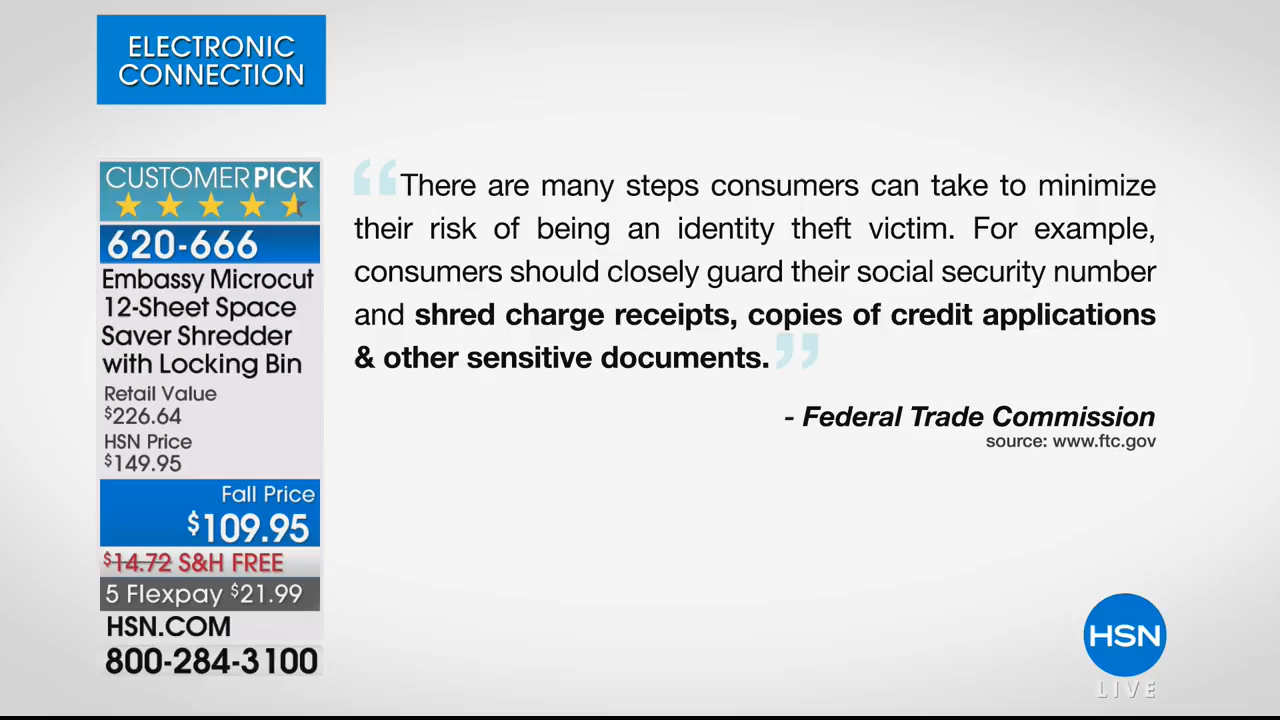 ELECTRONIC
CONNECTION
CUSTOMER PICK
620-666
Embassy Microcut
12-Sheet Space
Saver Shredder
with Locking Bin
Retail Value
$226.64
HSN Price
$149.95
Fall Price
$109.95
$14.72 S&H FREE
5 Flexpay $21.99
HSN.COM
800-284-3100
“There are many steps consumers can take to minimize
their risk of being an identity theft victim. For example,
consumers should closely guard their social security number
and shred charge receipts, copies of credit applications
& other sensitive documents.”
- Federal Trade Commission
source: www.ftc.gov
HSN
LIVE